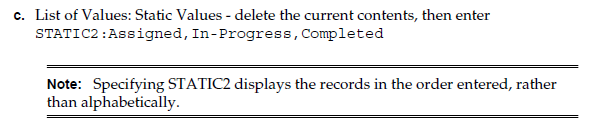 c. List of Values: Static Values - delete the current contents, then enter
STATIC2:Assigned,In-Progress,Completed
Note: Specifying STATIC2 displays the records in the order entered, rather
than alphabetically.